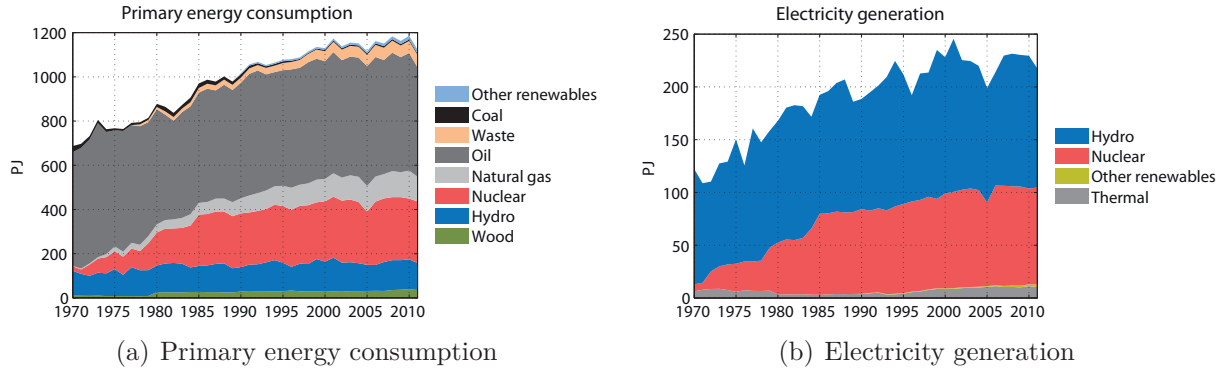 Primary energy consumption
1200
1000
800
600
400
200
0
PJ
1970 1975 1980 1985 1990 1995 2000 2005 2010
Other renewables
Coal
Waste
Oil
Natural gas
Nuclear
Hydro
Wood
(a) Primary energy consumption
Electricity generation
250
200
150
100
50
0
PJ
1970 1975 1980 1985 1990 1995 2000 2005 2010
Hydro
Nuclear
Other renewables
Thermal
(b) Electricity generation